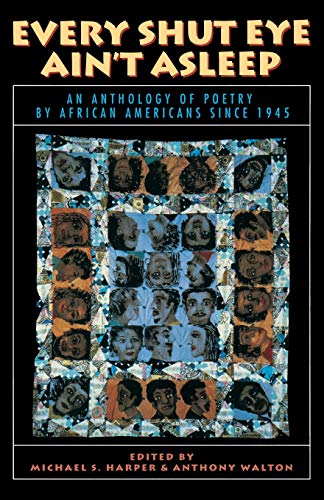 EVERY SHUT EYE
AIN'T ASLEEP
AN ANTHOLOGY OF POETRY
BY AFRICAN AMERICANS SINCE 1945
EDITED BY
MICHAEL S. HARPER & ANTHONY WALTON